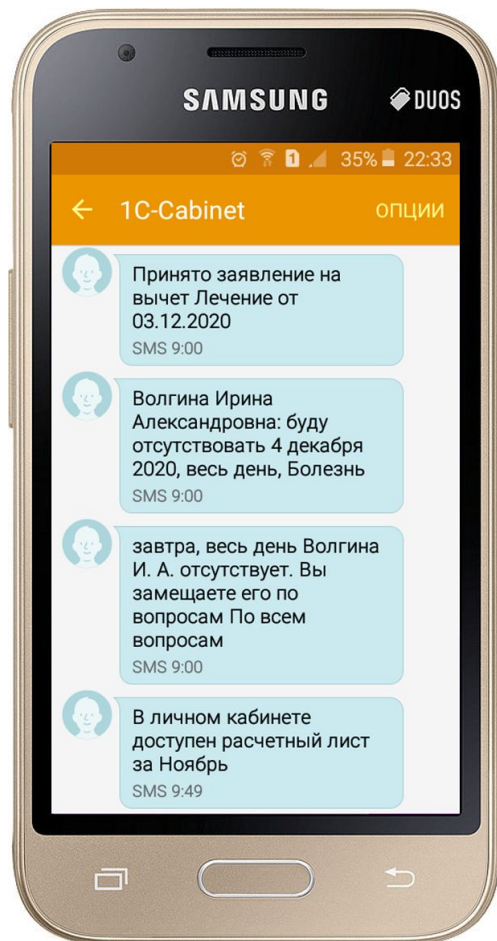 SAMSUNG
DUOS
1 35% 22:33
1C-Cabinet
ОПЦИИ
Принято заявление на
вычет Лечение от
03.12.2020
SMS 9:00
Волгина Ирина
Александровна: буду
отсутствовать 4 декабря
2020, весь день, Болезнь
SMS 9:00
завтра, весь день Волгина
И. А. отсутствует. Вы
замещаете его по
вопросам По всем
вопросам
SMS 9:00
В личном кабинете
доступен расчетный лист
за Ноябрь
SMS 9:49